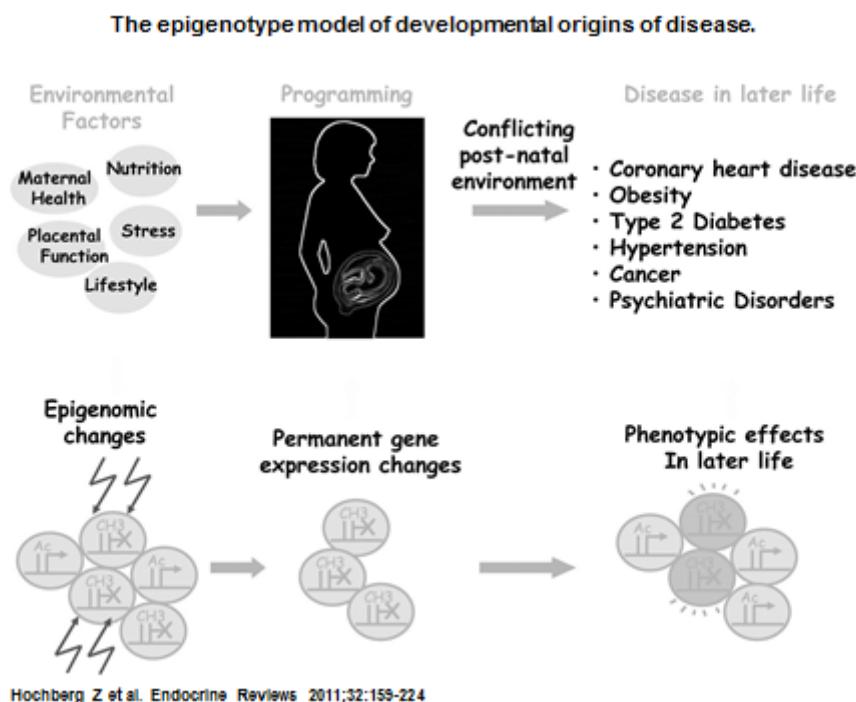 The epigenotype model of developmental origins of disease.
Environmental
Factors
Programming
Disease in later life
Maternal
Health
Nutrition
Placental
Function
Stress
Lifestyle
Conflicting
post-natal
environment
· Coronary heart disease
· Obesity
· Type 2 Diabetes
· Hypertension
· Cancer
· Psychiatric Disorders
Epigenomic
changes
Permanent gene
expression changes
Phenotypic effects
In later life
CH3
Ac
CH3
Ac
CH3
CH3
CH3
CH3
CH3
Ac
CH3
Ac
Ac
Hochberg Z et al. Endocrine Reviews 2011;32:159-224